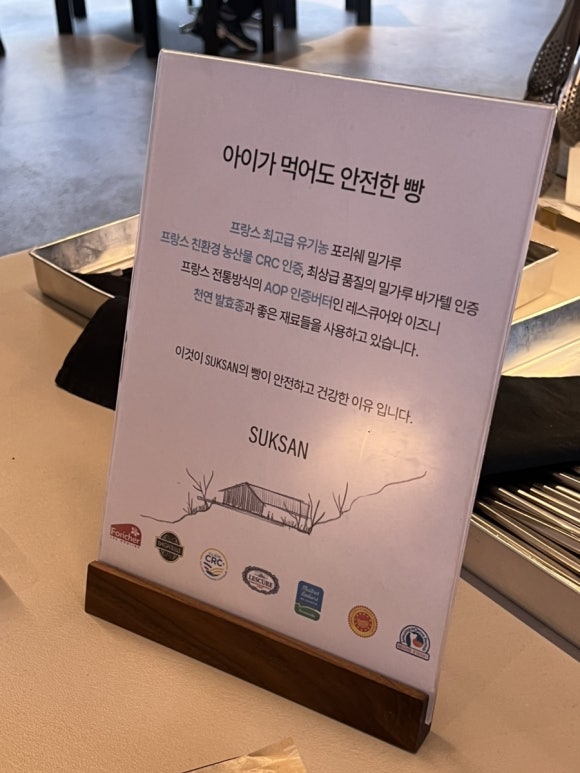 아이가 먹어도 안전한 빵
프랑스 최고급 유기농 포리쉐 밀가루
프랑스 친환경 농산물 CRC 인증, 최상급 품질의 밀가루 바가텔 인증
프랑스 전통방식의 AOP 인증버터인 레스큐어와 이즈니
천연 발효종과 좋은 재료들을 사용하고 있습니다.
이것이 SUKSAN의 빵이 안전하고 건강한 이유 입니다.
SUKSAN
Foricher
CRC
LESCURE